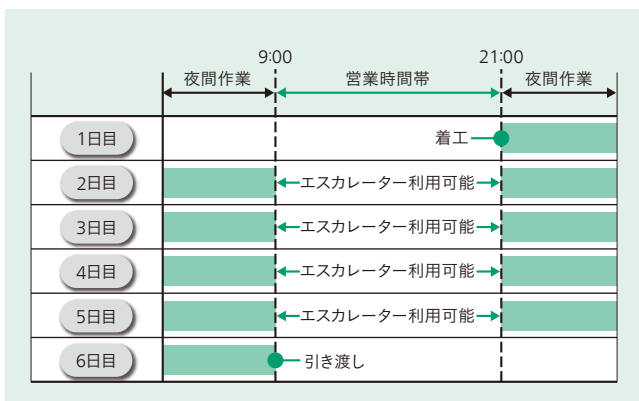 9:00 21:00
夜間作業 営業時間帯 夜間作業
1日目 着工
2日目 エスカレーター利用可能
3日目 エスカレーター利用可能
4日目 エスカレーター利用可能
5日目 エスカレーター利用可能
6日目 引き渡し